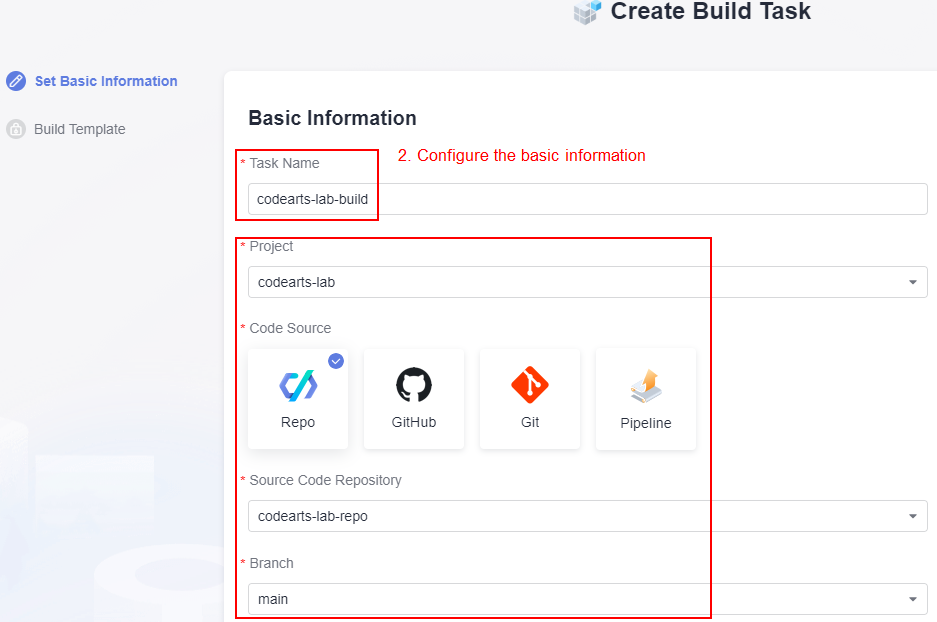 Create Build Task
Set Basic Information
Build Template
Basic Information
2. Configure the basic information
* Task Name
codearts-lab-build
* Project
codearts-lab
* Code Source
Repo GitHub Git Pipeline
* Source Code Repository
codearts-lab-repo
* Branch
main